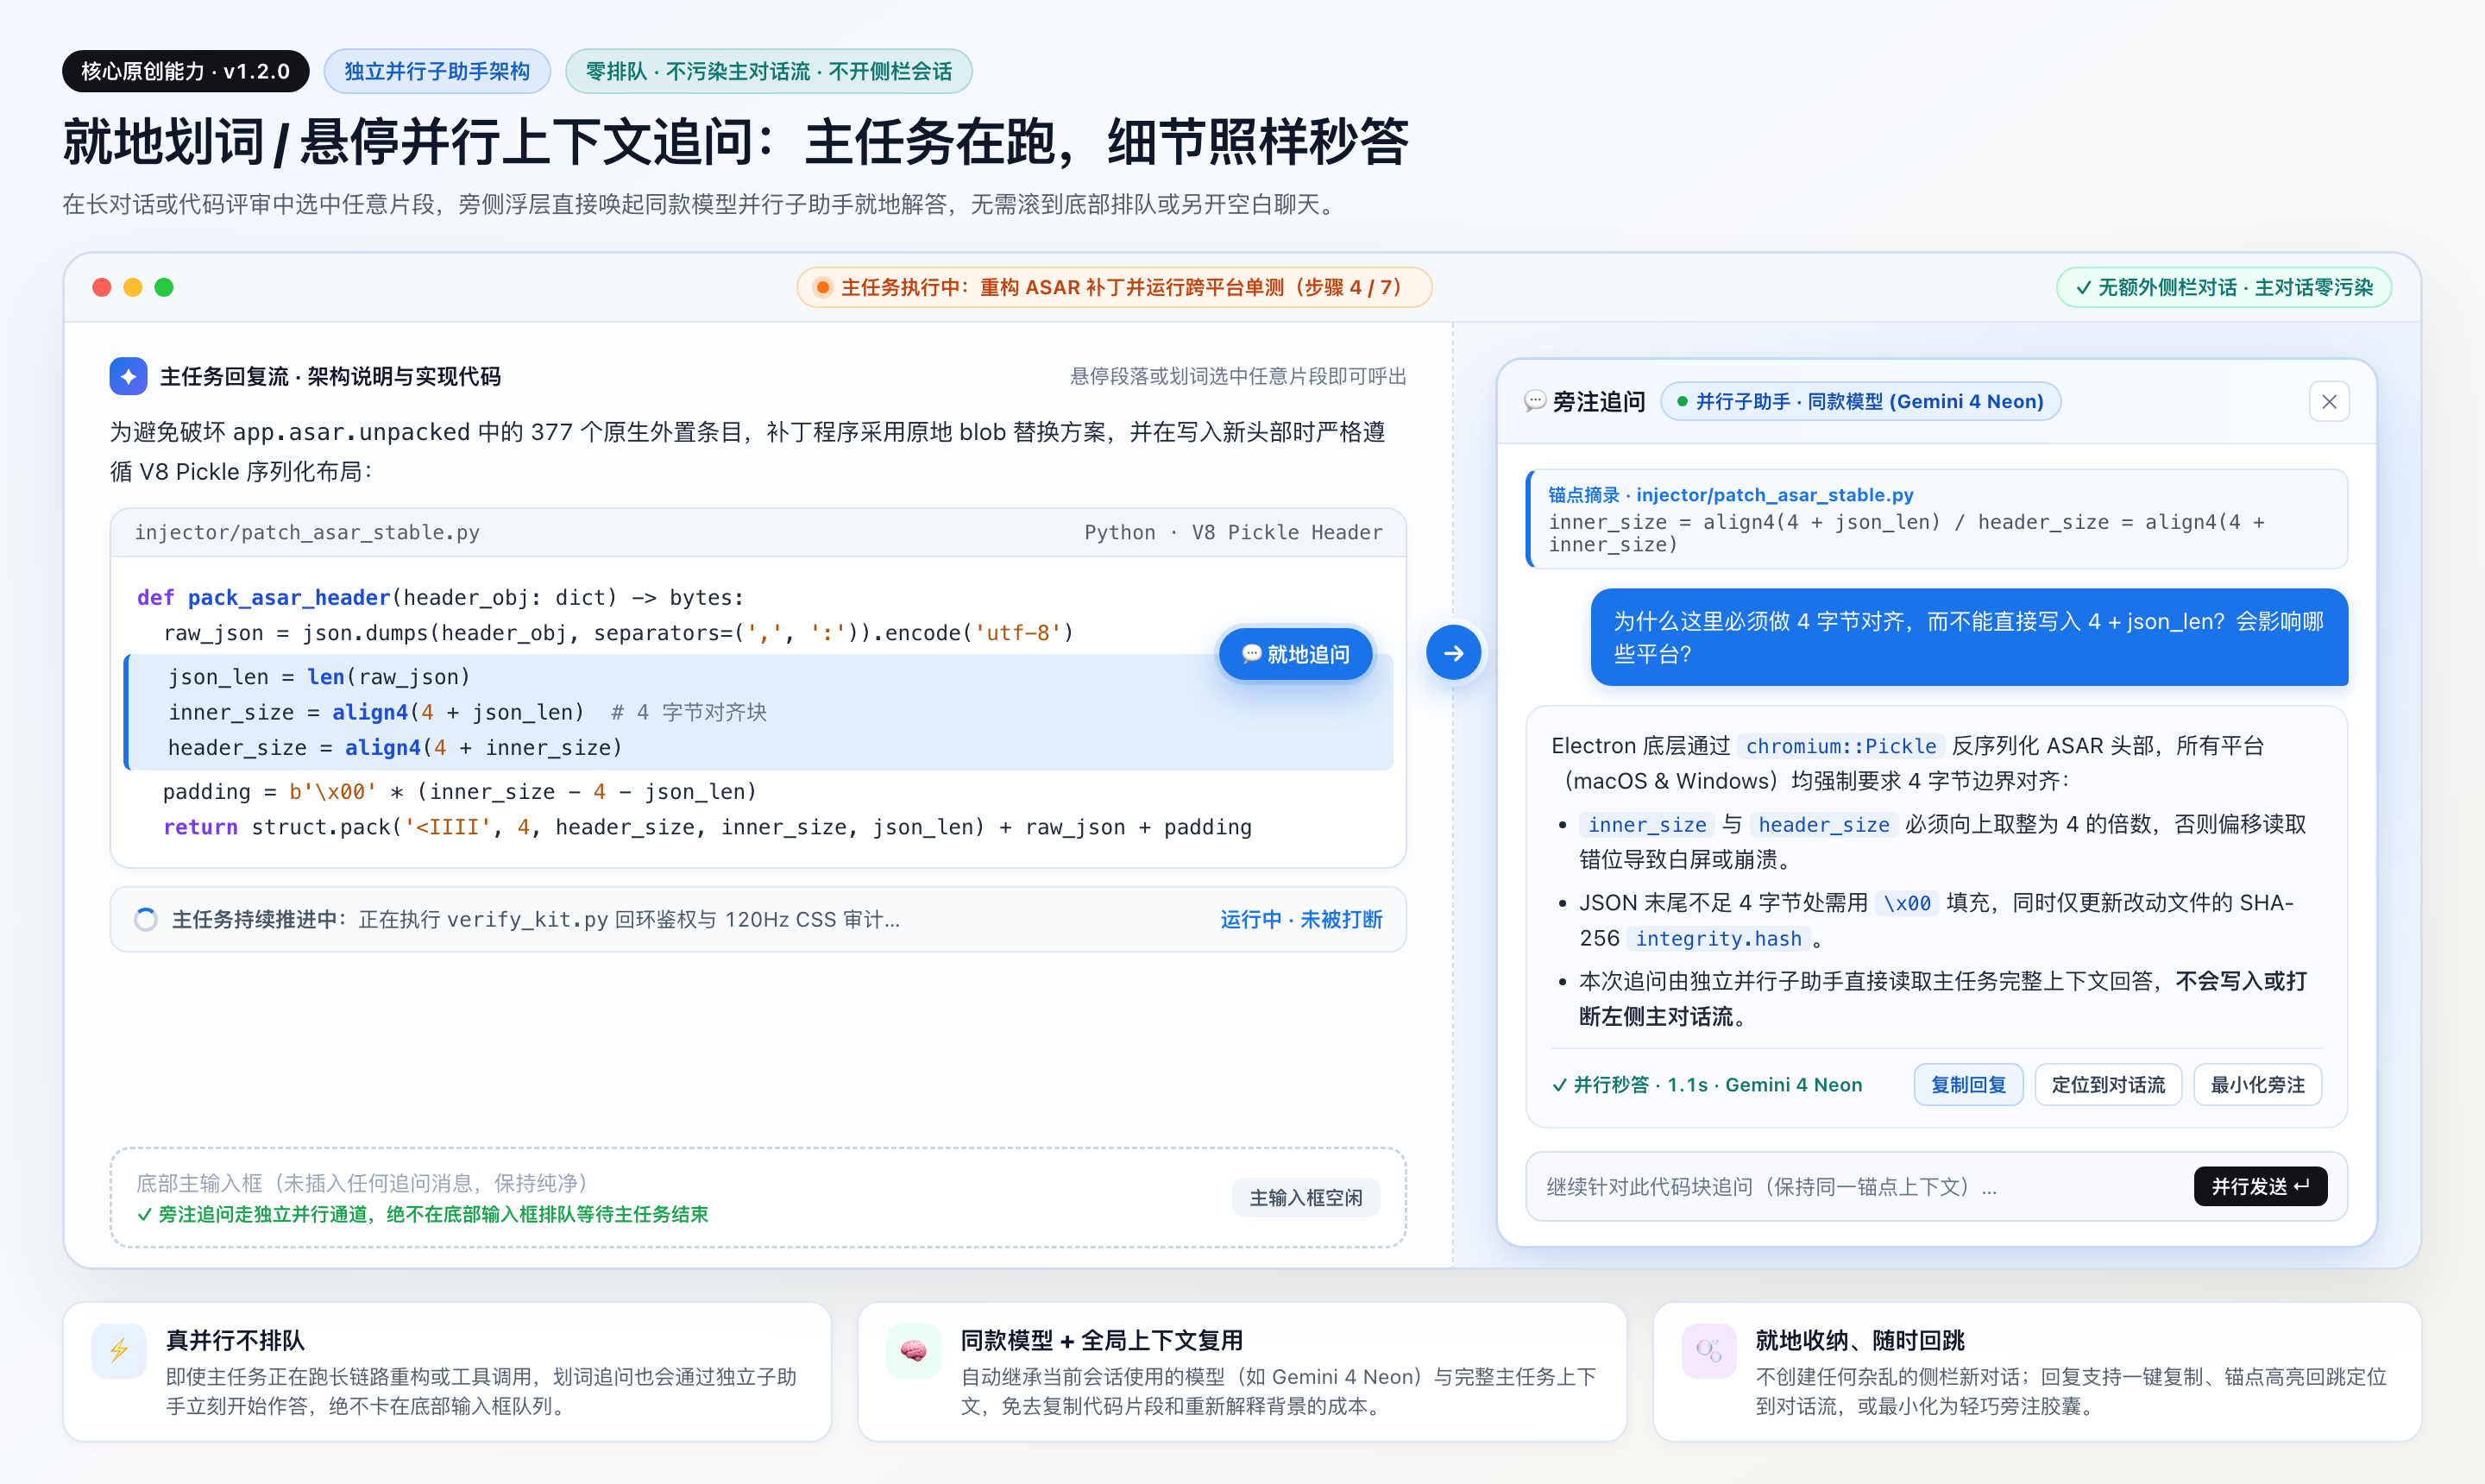 核心原创能力 · v1.2.0
独立并行子助手架构
零排队 · 不污染主对话流 · 不开侧栏会话
就地划词 / 悬停并行上下文追问：主任务在跑，细节照样秒答
在长对话或代码评审中选中任意片段，旁侧浮层直接唤起同款模型并行子助手就地解答，无需滚到底部排队或另开空白聊天。
主任务执行中：重构 ASAR 补丁并运行跨平台单测（步骤 4 / 7）
✓ 无额外侧栏对话 · 主对话零污染
主任务回复流 · 架构说明与实现代码
悬停段落或划词选中任意片段即可呼出
为避免破坏 app.asar.unpacked 中的 377 个原生外置条目，补丁程序采用原地 blob 替换方案，并在写入新头部时严格遵
循 V8 Pickle 序列化布局：
injector/patch_asar_stable.py
Python · V8 Pickle Header
def pack_asar_header(header_obj: dict) -> bytes:
raw_json = json.dumps(header_obj, separators=(',', ':')).encode('utf-8')
json_len = len(raw_json)
inner_size = align4(4 + json_len)  # 4 字节对齐块
header_size = align4(4 + inner_size)
padding = b'\x00' * (inner_size - 4 - json_len)
return struct.pack('<IIII', 4, header_size, inner_size, json_len) + raw_json + padding
💬 就地追问
主任务持续推进中：正在执行 verify_kit.py 回环鉴权与 120Hz CSS 审计...
运行中 · 未被打断
底部主输入框（未插入任何追问消息，保持纯净）
✓ 旁注追问走独立并行通道，绝不在底部输入框排队等待主任务结束
主输入框空闲
💬 旁注追问
并行子助手 · 同款模型 (Gemini 4 Neon)
锚点摘录 · injector/patch_asar_stable.py
inner_size = align4(4 + json_len) / header_size = align4(4 +
inner_size)
为什么这里必须做 4 字节对齐，而不能直接写入 4 + json_len？会影响哪
些平台？
Electron 底层通过 chromium::Pickle 反序列化 ASAR 头部，所有平台
（macOS & Windows）均强制要求 4 字节边界对齐：
• inner_size 与 header_size 必须向上取整为 4 的倍数，否则偏移读取
错位导致白屏或崩溃。
• JSON 末尾不足 4 字节处需用 \x00 填充，同时仅更新改动文件的 SHA-
256 integrity.hash。
• 本次追问由独立并行子助手直接读取主任务完整上下文回答，不会写入或打
断左侧主对话流。
✓ 并行秒答 · 1.1s · Gemini 4 Neon
复制回复
定位到对话流
最小化旁注
继续针对此代码块追问（保持同一锚点上下文）...
并行发送 ↵
真并行不排队
即使主任务正在跑长链路重构或工具调用，划词追问也会通过独立子助
手立刻开始作答，绝不卡在底部输入框队列。
同款模型 + 全局上下文复用
自动继承当前会话使用的模型（如 Gemini 4 Neon）与完整主任务上下
文，免去复制代码片段和重新解释背景的成本。
就地收纳、随时回跳
不创建任何杂乱的侧栏新对话；回复支持一键复制、锚点高亮回跳定位
到对话流，或最小化为轻巧旁注胶囊。